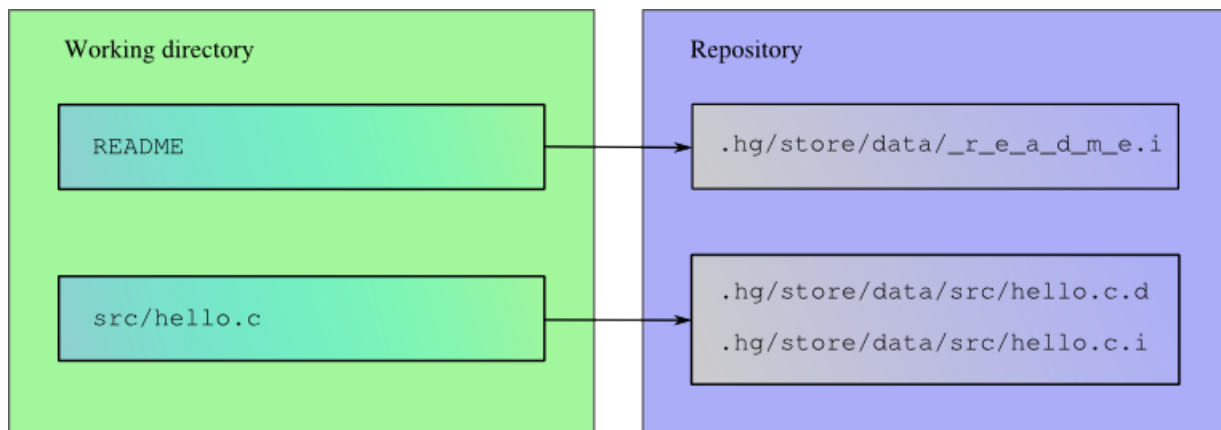 Working directory
Repository
README
.hg/store/data/_r_e_a_d_m_e.i
src/hello.c
.hg/store/data/src/hello.c.d
.hg/store/data/src/hello.c.i